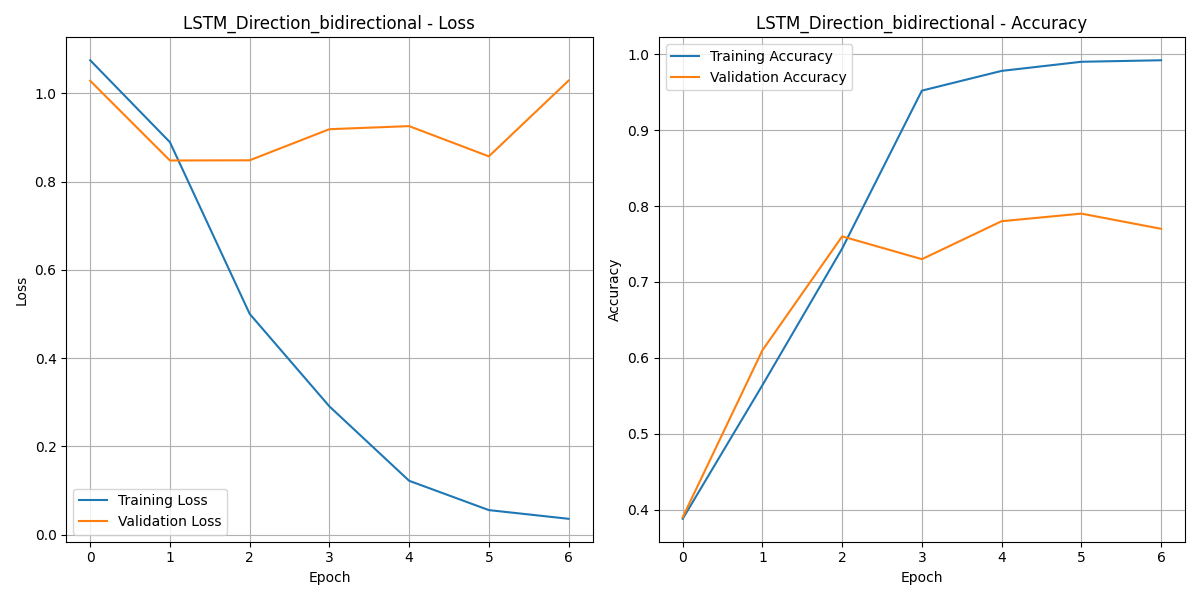 LSTM_Direction_bidirectional - Loss
Loss
1.0
0.8
0.6
0.4
0.2
0.0
Training Loss
Validation Loss
0 1 2 3 4 5 6
Epoch
LSTM_Direction_bidirectional - Accuracy
Accuracy
Training Accuracy
Validation Accuracy
1.0
0.9
0.8
0.7
0.6
0.5
0.4
0 1 2 3 4 5 6
Epoch